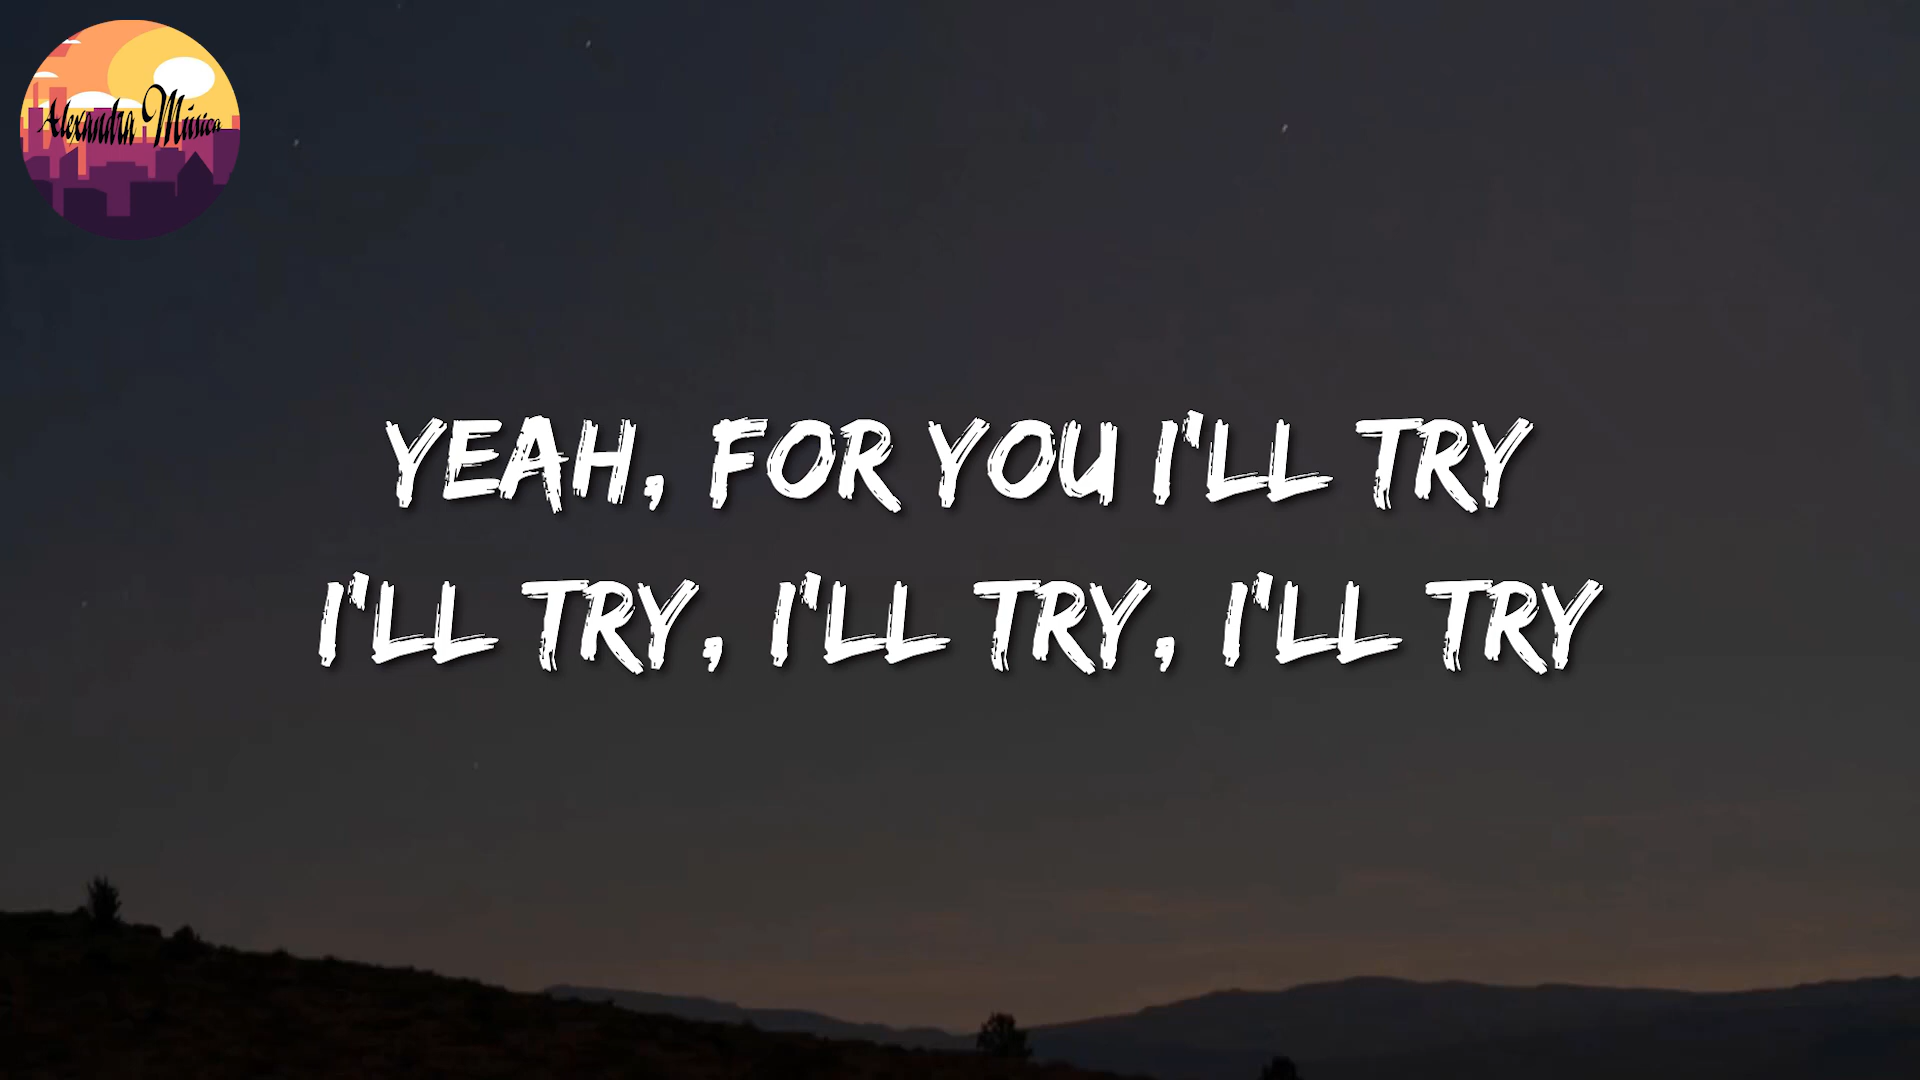 Alexandra Música
YEAH, FOR YOU I'LL TRY
I'LL TRY, I'LL TRY, I'LL TRY